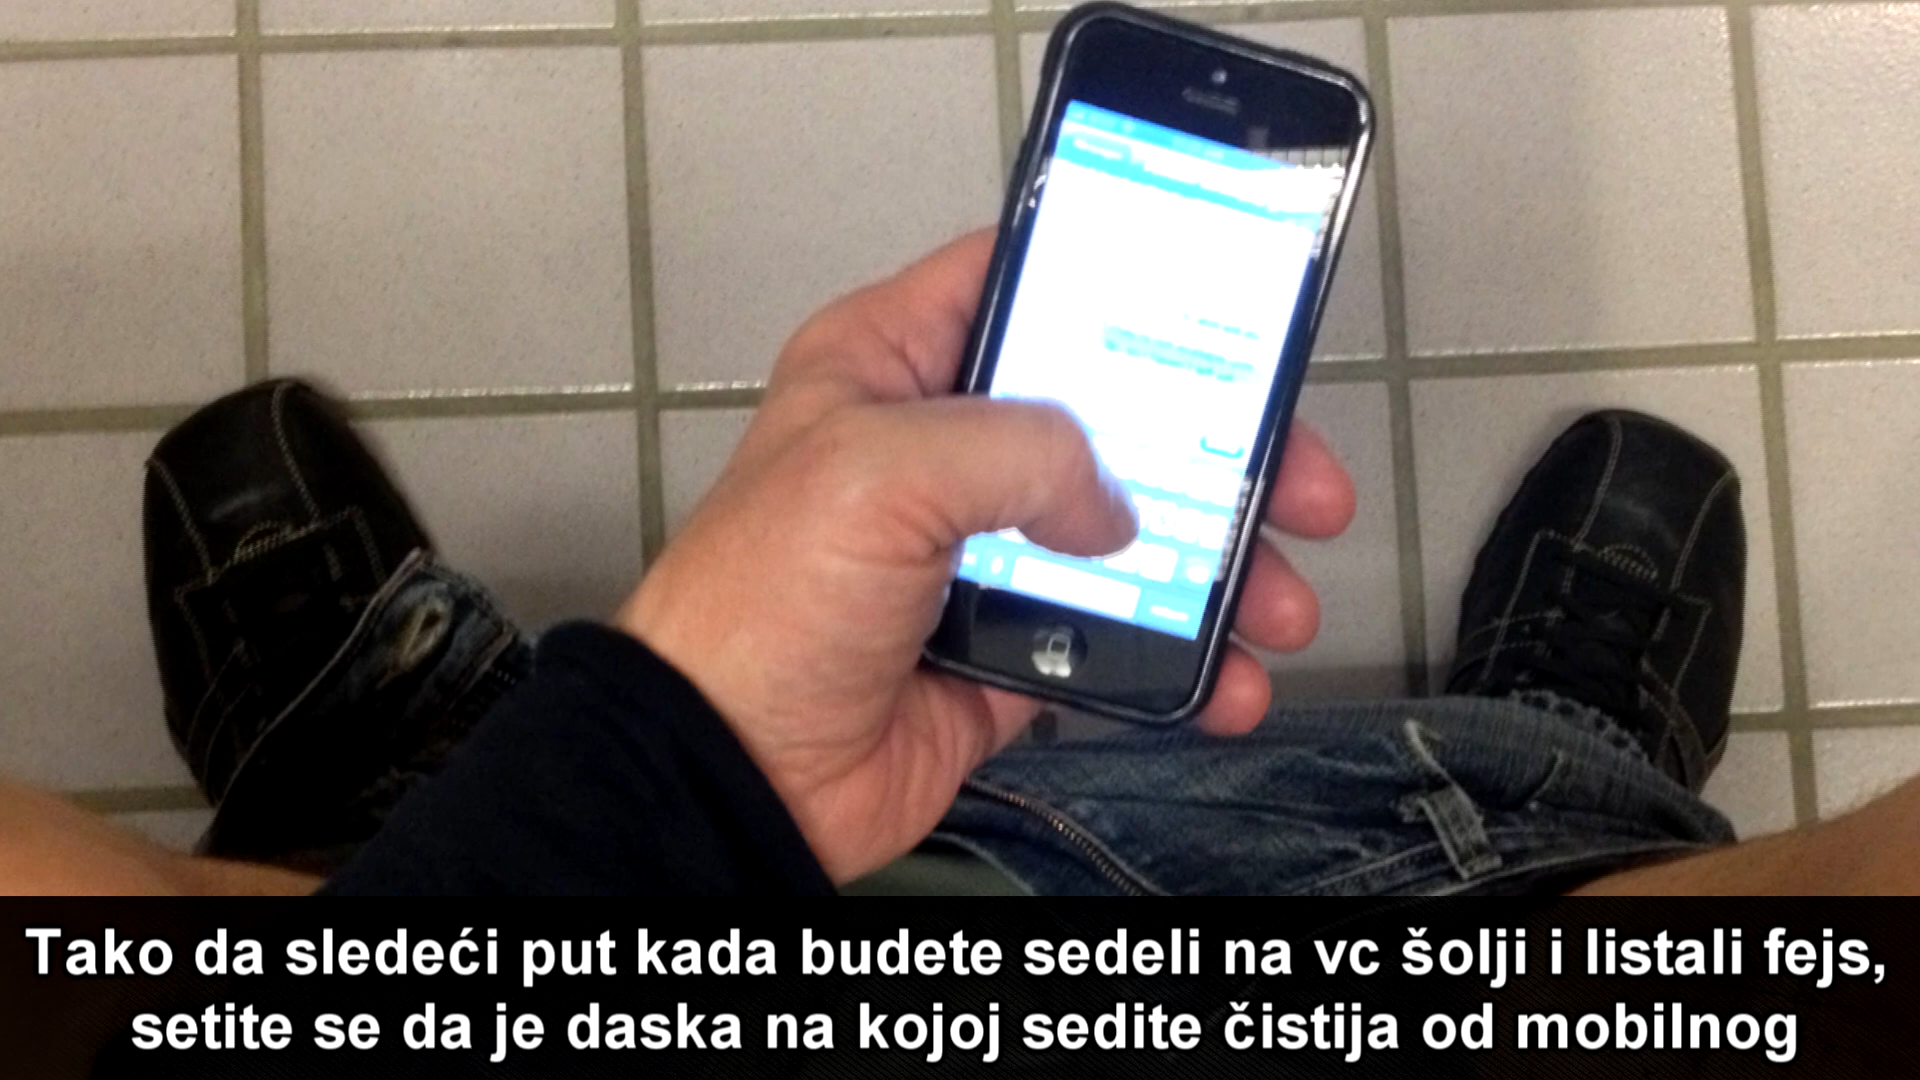 Tako da sledeći put kada budete sedeli na vc šolji i listali fejs,
setite se da je daska na kojoj sedite čistija od mobilnog